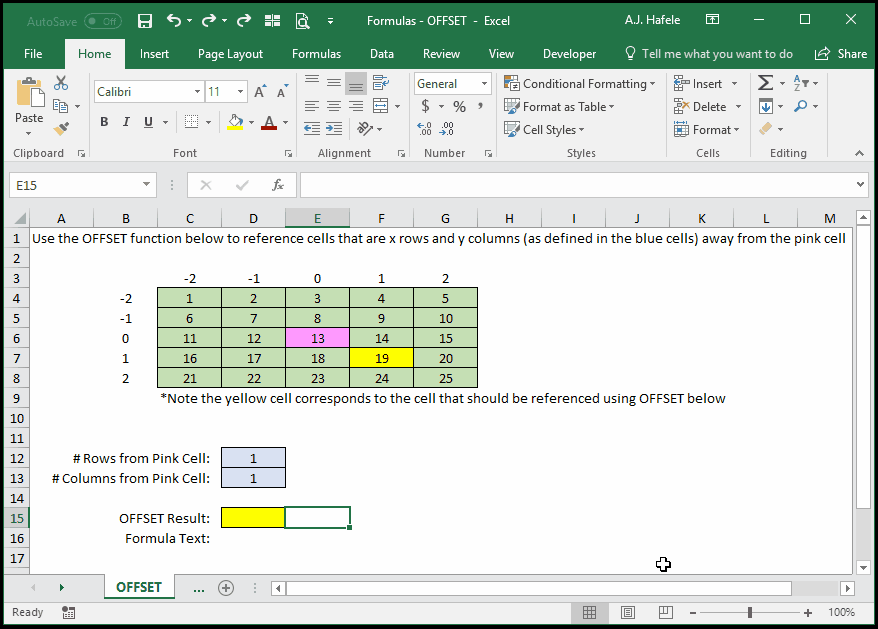 AutoSave Off Formulas - OFFSET - Excel A.J. Hafele
File Home Insert Page Layout Formulas Data Review View Developer Tell me what you want to do Share
Paste
Calibri 11 A A
B I U A
General
$ % ,
.00 .0
Conditional Formatting
Format as Table
Cell Styles
Insert
Delete
Format
Clipboard Font Alignment Number Styles Cells Editing
E15 fx
A B C D E F G H I J K L M
1 Use the OFFSET function below to reference cells that are x rows and y columns (as defined in the blue cells) away from the pink cell
2
3 -2 -1 0 1 2
4 -2 1 2 3 4 5
5 -1 6 7 8 9 10
6 0 11 12 13 14 15
7 1 16 17 18 19 20
8 2 21 22 23 24 25
9 *Note the yellow cell corresponds to the cell that should be referenced using OFFSET below
10
11
12 # Rows from Pink Cell: 1
13 # Columns from Pink Cell: 1
14
15 OFFSET Result:
16 Formula Text:
17
OFFSET ...
Ready 100%